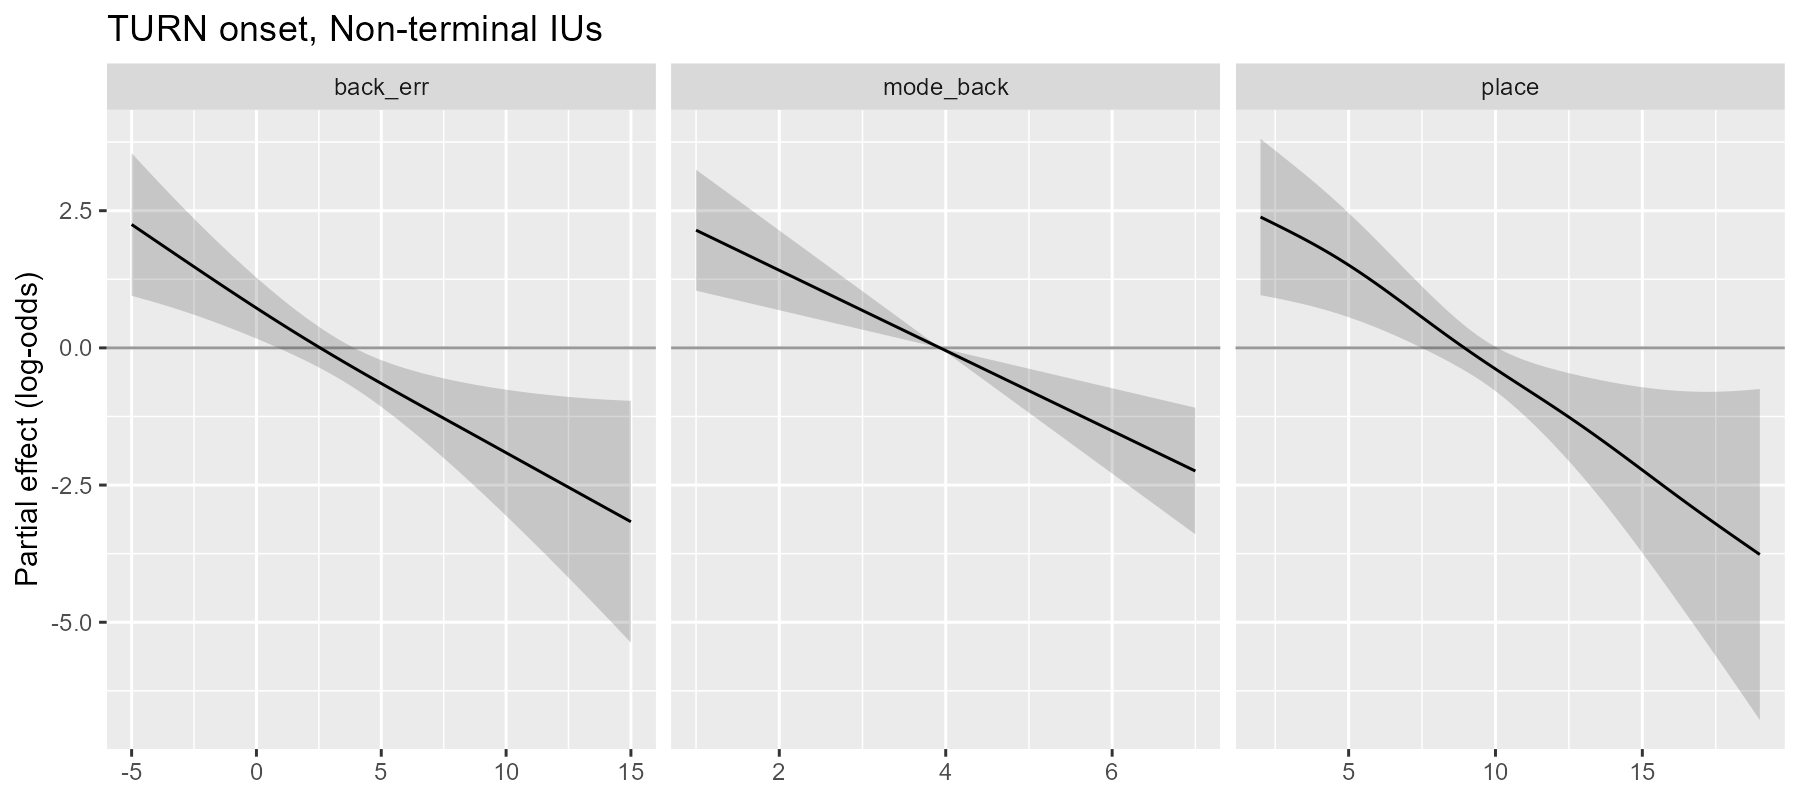 TURN onset, Non-terminal IUs
back_err
mode_back
place
Partial effect (log-odds)
2.5
0.0
-2.5
-5.0
-5 0 5 10 15
2 4 6
5 10 15